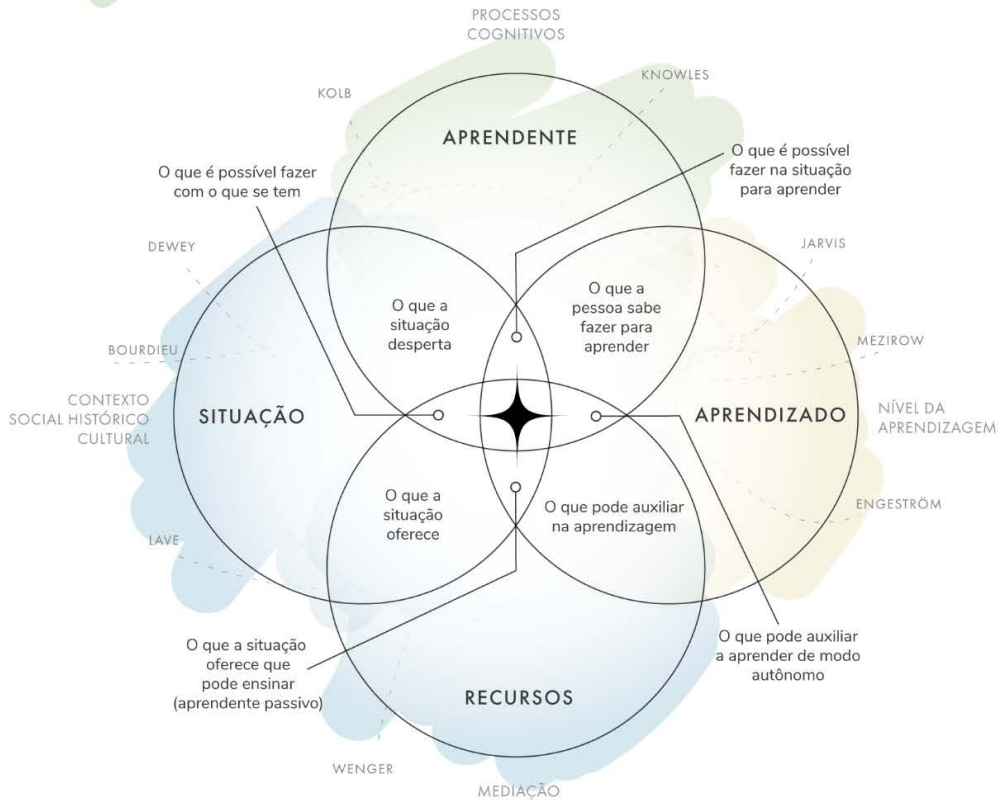 PROCESSOS
COGNITIVOS
KNOWLES
KOLB
APRENDENTE
O que é possível
fazer na situação
para aprender
O que é possível fazer
com o que se tem
DEWEY
JARVIS
O que a
situação
desperta
O que a
pessoa sabe
fazer para
aprender
BOURDIEU
MEZIROW
CONTEXTO
SOCIAL HISTÓRICO
CULTURAL
SITUAÇÃO
APRENDIZADO
NÍVEL DA
APRENDIZAGEM
O que a
situação
oferece
O que pode auxiliar
na aprendizagem
ENGESTRÖM
LAVE
O que a situação
oferece que
pode ensinar
(aprendente passivo)
O que pode auxiliar
a aprender de modo
autônomo
RECURSOS
WENGER
MEDIAÇÃO